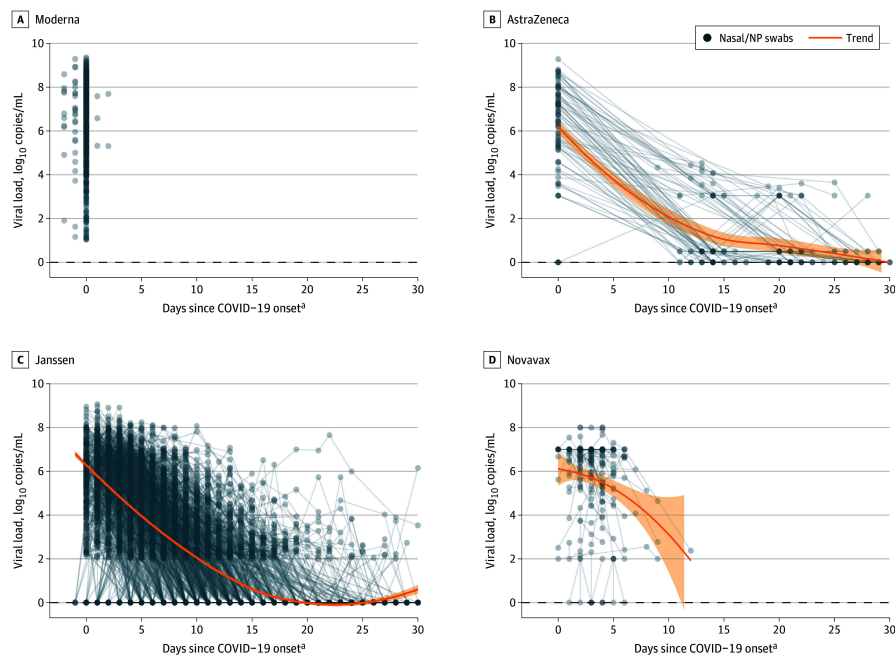 A Moderna
Viral load, log10 copies/mL
10
8
6
4
2
0
0 5 10 15 20 25 30
Days since COVID-19 onsetᵃ
B AstraZeneca
Nasal/NP swabs Trend
Viral load, log10 copies/mL
10
8
6
4
2
0
0 5 10 15 20 25 30
Days since COVID-19 onsetᵃ
C Janssen
Viral load, log10 copies/mL
10
8
6
4
2
0
0 5 10 15 20 25 30
Days since COVID-19 onsetᵃ
D Novavax
Viral load, log10 copies/mL
10
8
6
4
2
0
0 5 10 15 20 25 30
Days since COVID-19 onsetᵃ